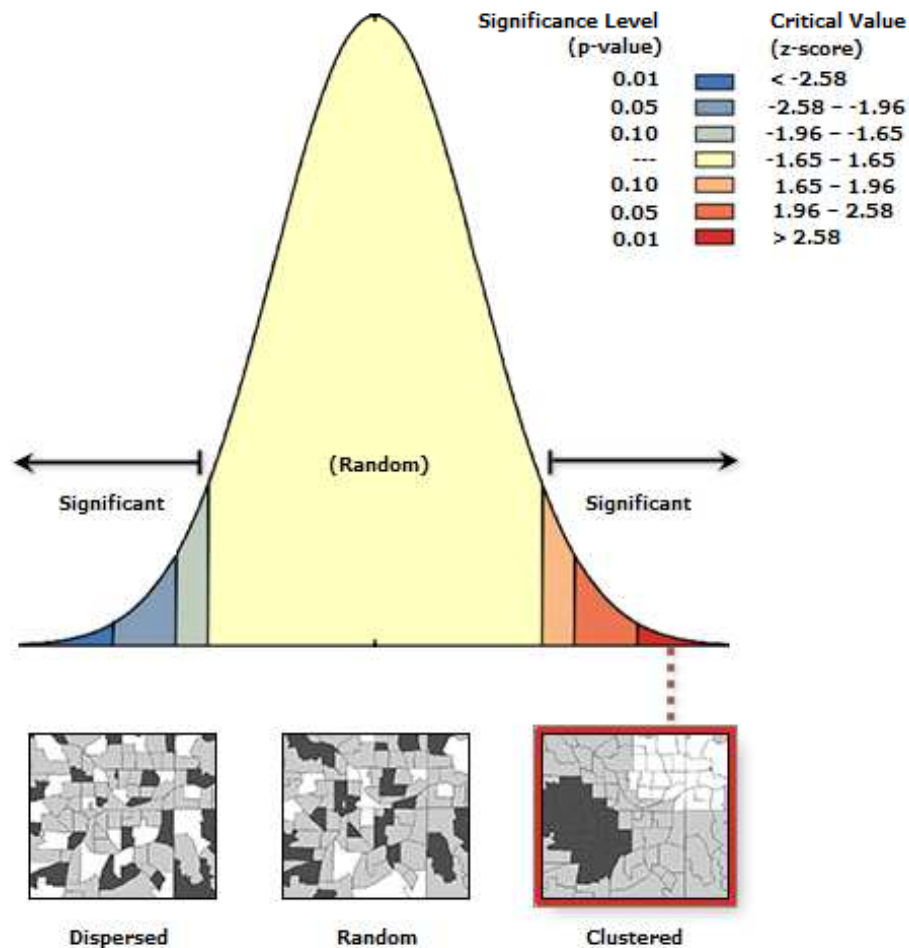 Significance Level Critical Value
(p-value) (z-score)
0.01 < -2.58
0.05 -2.58 – -1.96
0.10 -1.96 – -1.65
--- -1.65 – 1.65
0.10 1.65 – 1.96
0.05 1.96 – 2.58
0.01 > 2.58
(Random)
Significant Significant
Dispersed Random Clustered